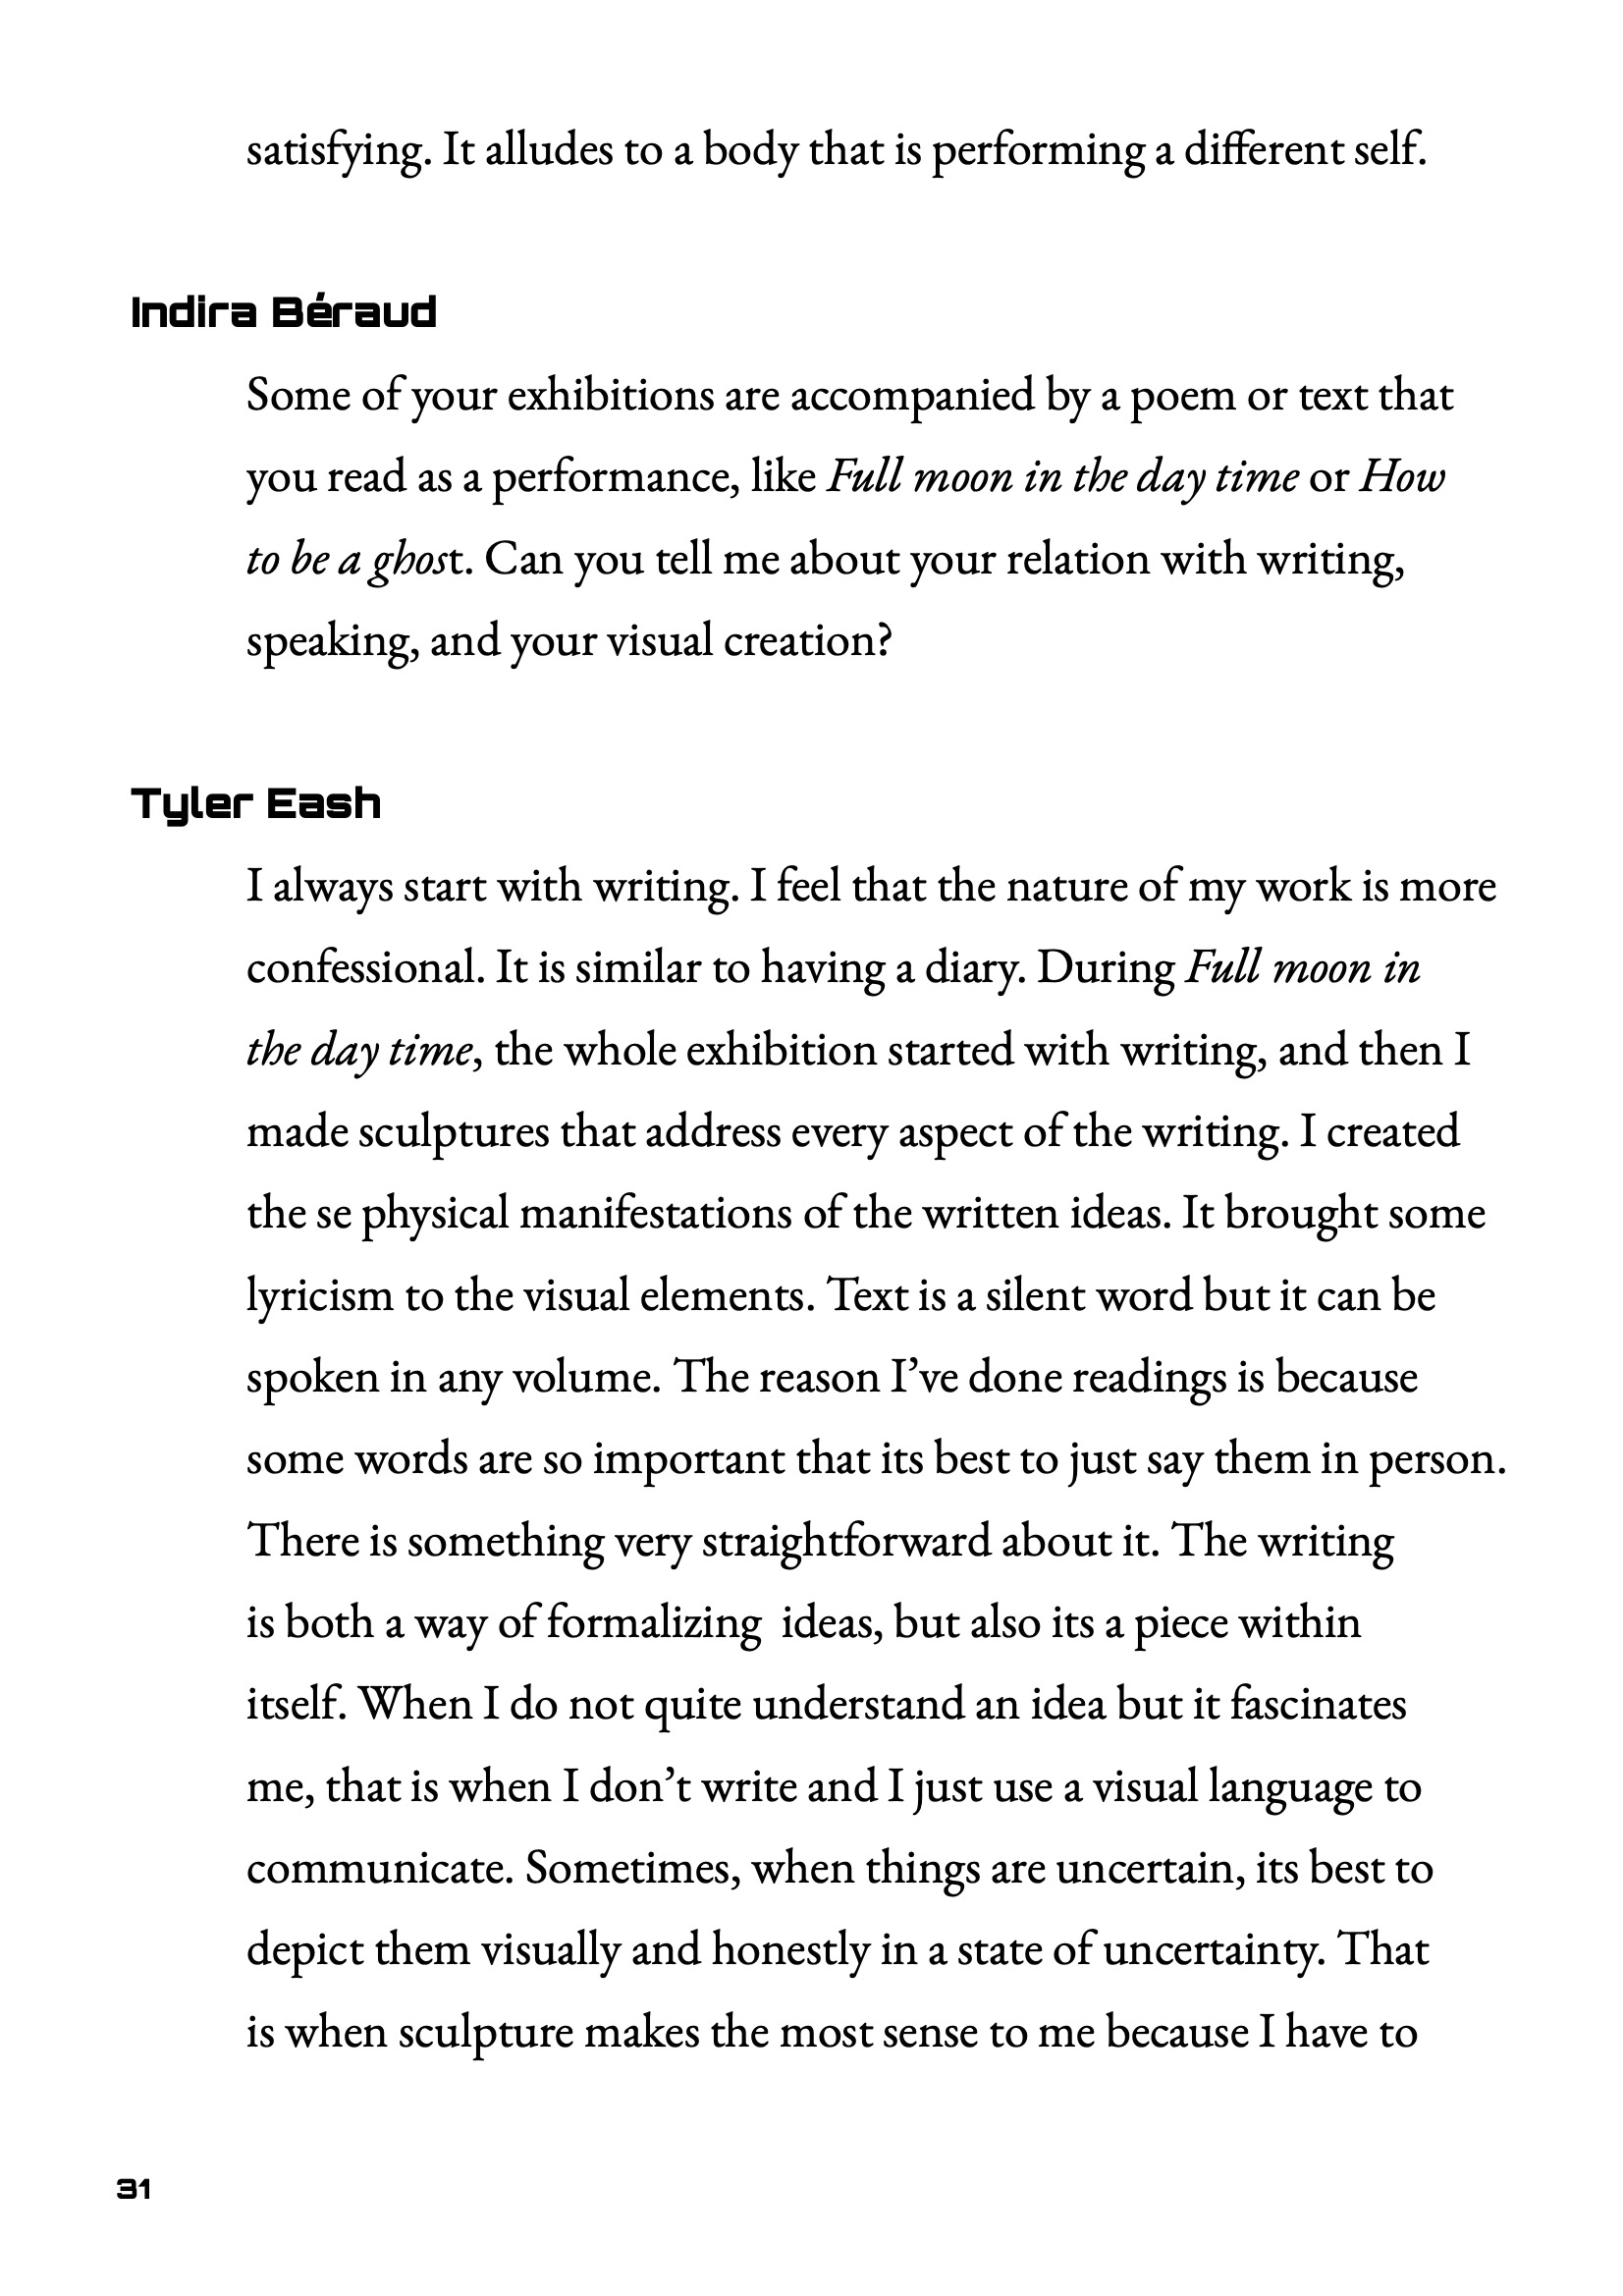 satisfying. It alludes to a body that is performing a different self.
Indira Béraud
Some of your exhibitions are accompanied by a poem or text that
you read as a performance, like Full moon in the day time or How
to be a ghost. Can you tell me about your relation with writing,
speaking, and your visual creation?
Tyler Eash
I always start with writing. I feel that the nature of my work is more
confessional. It is similar to having a diary. During Full moon in
the day time, the whole exhibition started with writing, and then I
made sculptures that address every aspect of the writing. I created
the se physical manifestations of the written ideas. It brought some
lyricism to the visual elements. Text is a silent word but it can be
spoken in any volume. The reason I’ve done readings is because
some words are so important that its best to just say them in person.
There is something very straightforward about it. The writing
is both a way of formalizing  ideas, but also its a piece within
itself. When I do not quite understand an idea but it fascinates
me, that is when I don’t write and I just use a visual language to
communicate. Sometimes, when things are uncertain, its best to
depict them visually and honestly in a state of uncertainty. That
is when sculpture makes the most sense to me because I have to
31